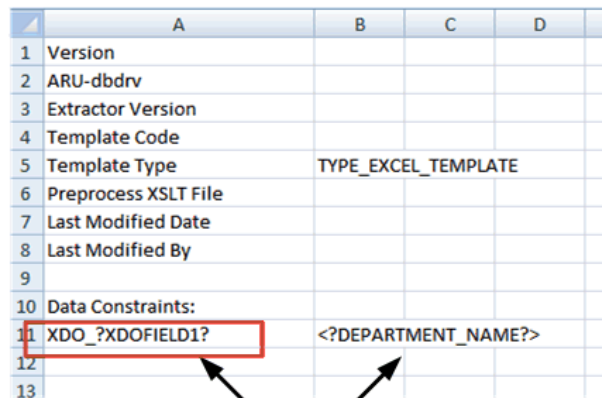 A B C D
1 Version
2 ARU-dbdrv
3 Extractor Version
4 Template Code
5 Template Type TYPE_EXCEL_TEMPLATE
6 Preprocess XSLT File
7 Last Modified Date
8 Last Modified By
9
10 Data Constraints:
11 XDO_?XDOFIELD1? <?DEPARTMENT_NAME?>
12
13